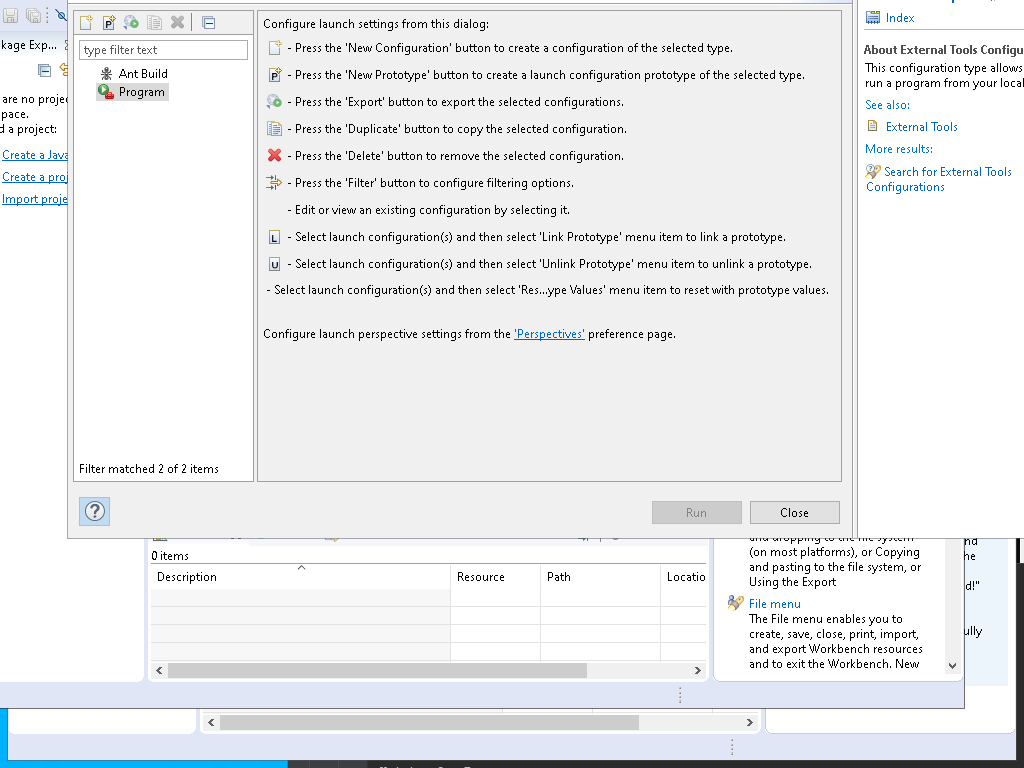 Configure launch settings from this dialog:
- Press the 'New Configuration' button to create a configuration of the selected type.
- Press the 'New Prototype' button to create a launch configuration prototype of the selected type.
- Press the 'Export' button to export the selected configurations.
- Press the 'Duplicate' button to copy the selected configuration.
- Press the 'Delete' button to remove the selected configuration.
- Press the 'Filter' button to configure filtering options.
- Edit or view an existing configuration by selecting it.
L - Select launch configuration(s) and then select 'Link Prototype' menu item to link a prototype.
U - Select launch configuration(s) and then select 'Unlink Prototype' menu item to unlink a prototype.
- Select launch configuration(s) and then select 'Res...ype Values' menu item to reset with prototype values.
Configure launch perspective settings from the 'Perspectives' preference page.
type filter text
Ant Build
Program
Filter matched 2 of 2 items
Run
Close
kage Exp...
are no proje
pace.
d a project:
Create a Java
Create a proj
Import proje
Index
About External Tools Configu
This configuration type allows
run a program from your local
See also:
External Tools
More results:
Search for External Tools
Configurations
0 items
Description Resource Path Locatio
and dropping to the file system
(on most platforms), or Copying
and pasting to the file system, or
Using the Export
File menu
The File menu enables you to
create, save, close, print, import,
and export Workbench resources
and to exit the Workbench. New
nd
he
d!"
ully